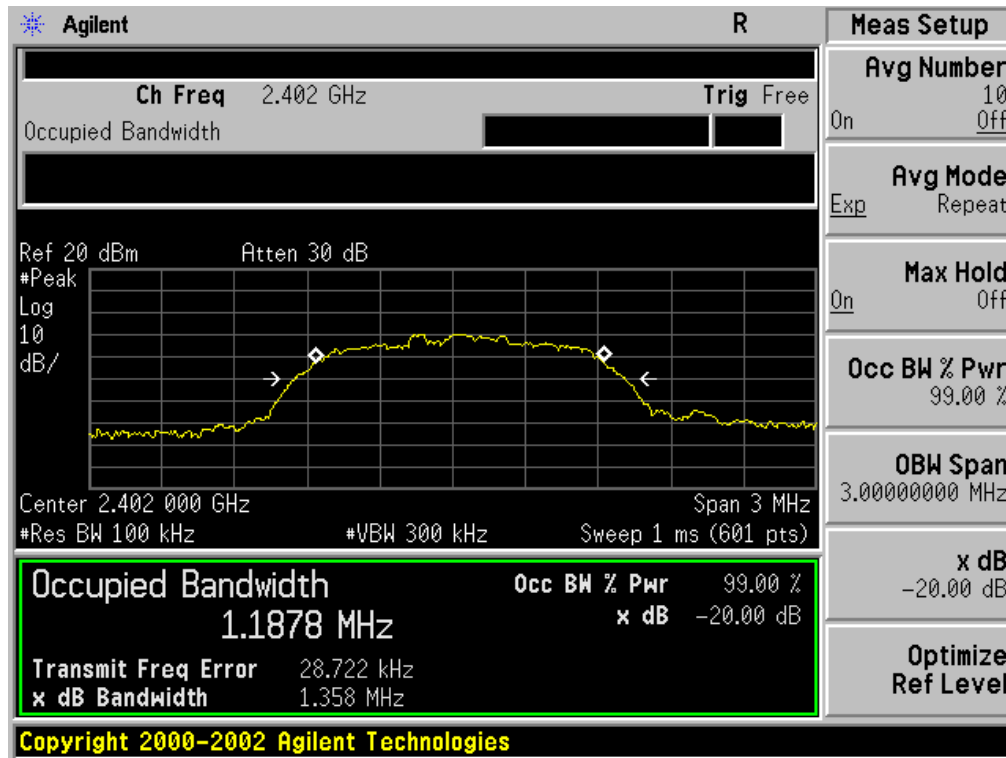 Agilent R Meas Setup
Ch Freq 2.402 GHz Trig Free
Occupied Bandwidth
Ref 20 dBm Atten 30 dB
#Peak
Log
10
dB/
Center 2.402 000 GHz Span 3 MHz
#Res BW 100 kHz #VBW 300 kHz Sweep 1 ms (601 pts)
Occupied Bandwidth Occ BW % Pwr 99.00 %
1.1878 MHz x dB -20.00 dB
Transmit Freq Error 28.722 kHz
x dB Bandwidth 1.358 MHz
Copyright 2000-2002 Agilent Technologies
Avg Number
10
On Off
Avg Mode
Exp Repeat
Max Hold
On Off
Occ BW % Pwr
99.00 %
OBW Span
3.00000000 MHz
x dB
-20.00 dB
Optimize
Ref Level